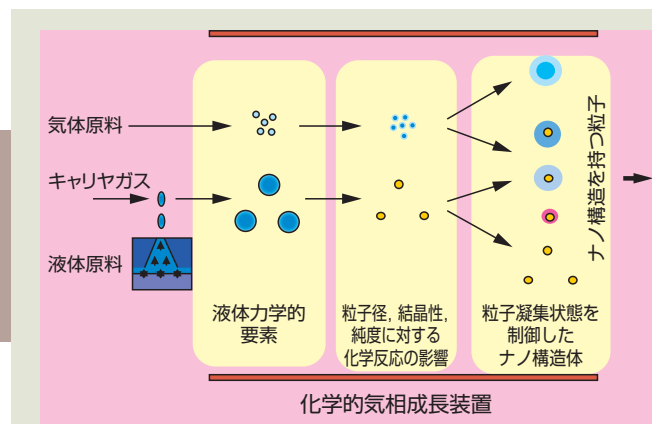 気体原料
キャリヤガス
液体原料
液体力学的
要素
粒子径,結晶性,
純度に対する
化学反応の影響
粒子凝集状態を
制御した
ナノ構造体
ナノ構造を持つ粒子
化学的気相成長装置